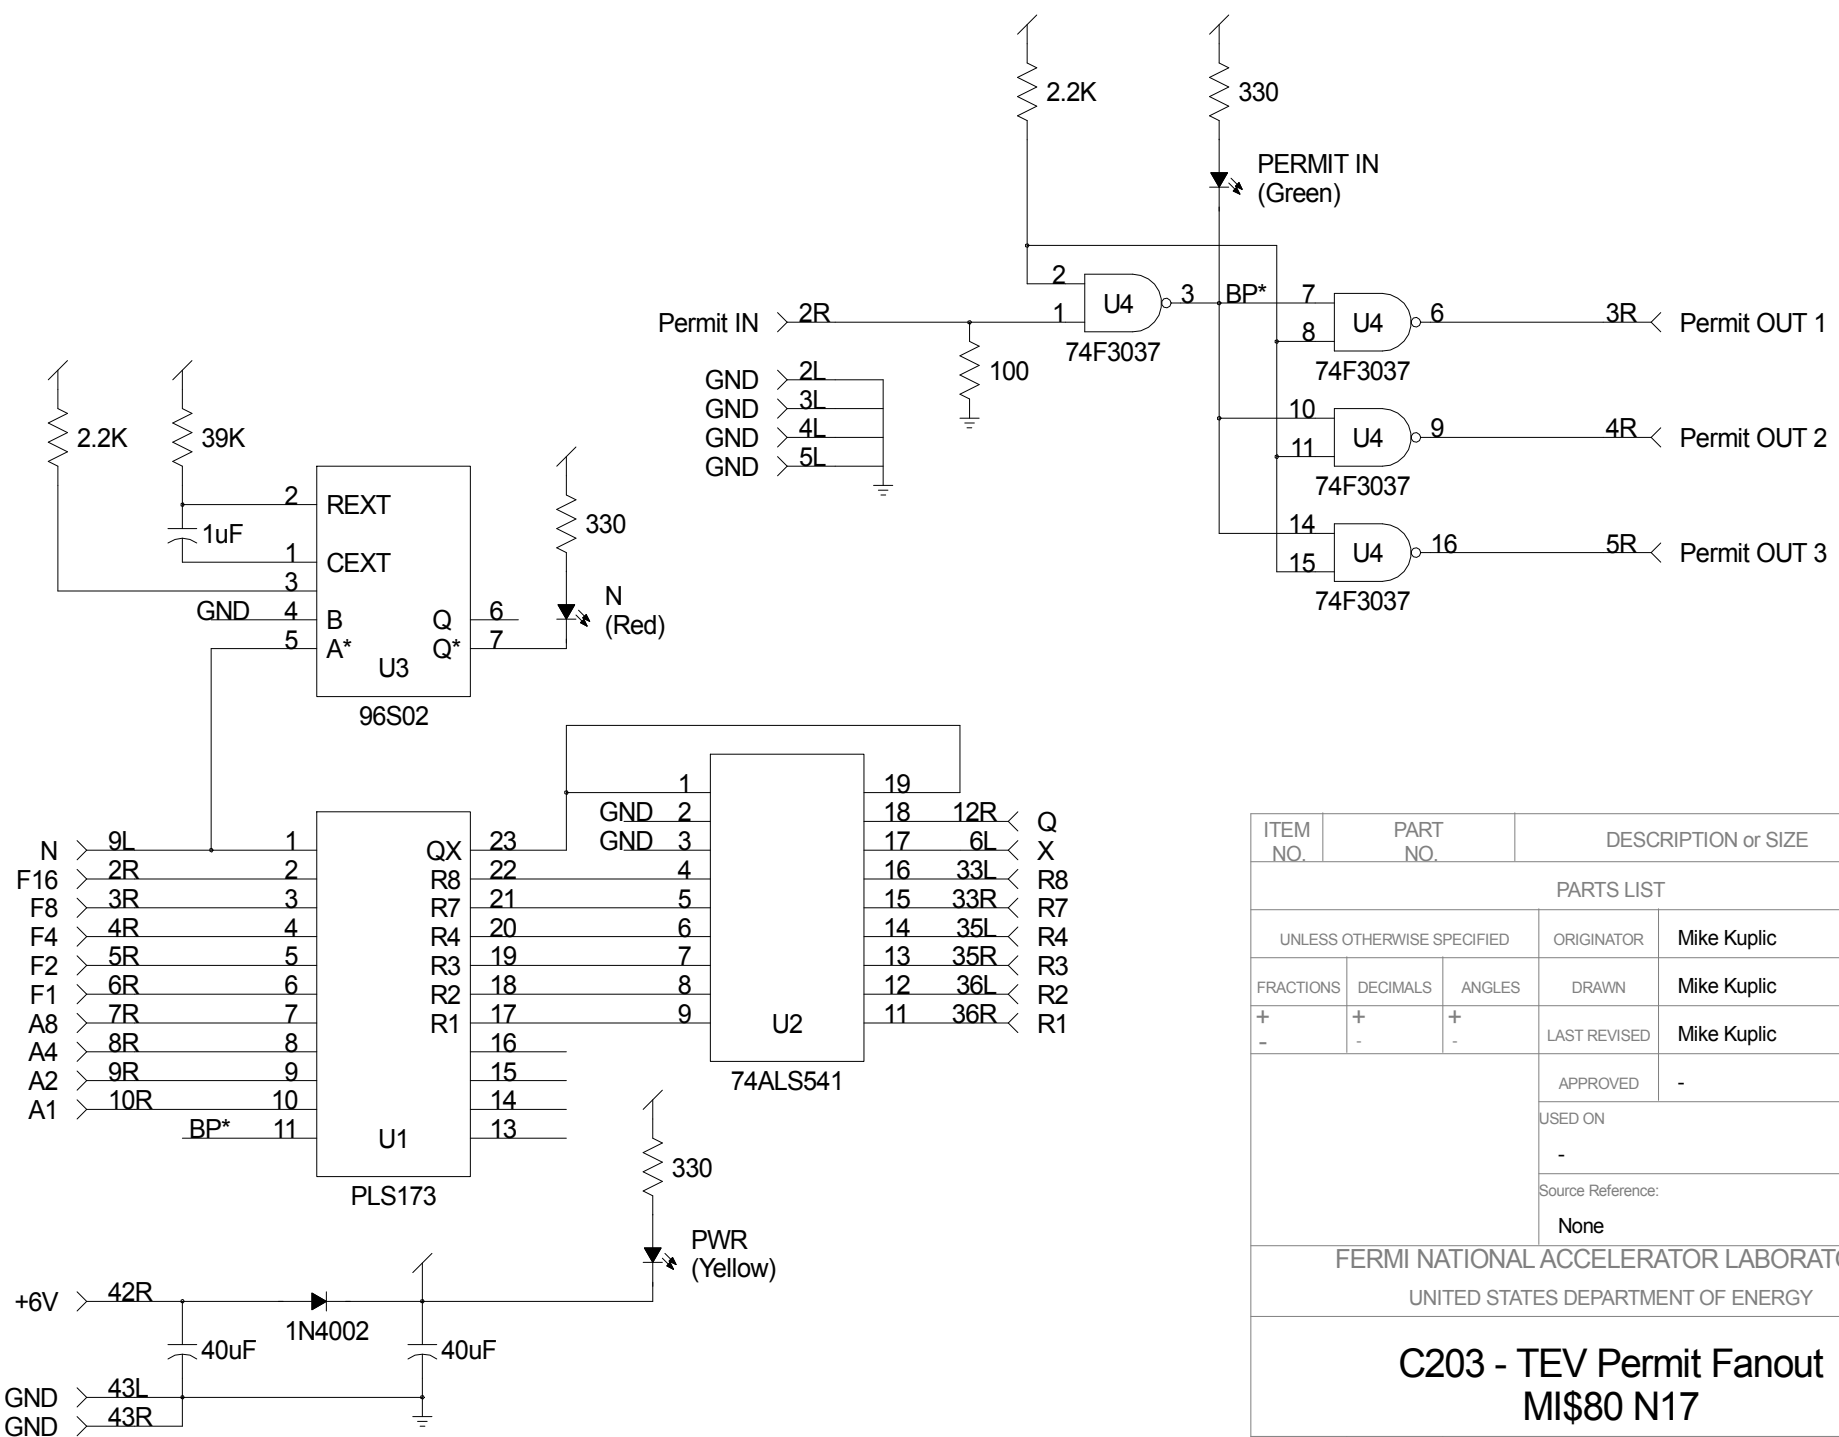 2.2K
330
PERMIT IN
(Green)
2
U4
3
BP*
7
Permit IN
2R
1
8
U4
6
3R
Permit OUT 1
74F3037
74F3037
100
GND
2L
GND
3L
GND
4L
GND
5L
10
11
U4
9
4R
Permit OUT 2
74F3037
14
15
U4
16
5R
Permit OUT 3
74F3037
2.2K
39K
330
2
REXT
1uF
1
CEXT
3
GND
4
B
Q
6
5
A*
Q*
7
U3
96S02
N
(Red)
1
19
GND
2
18
12R
Q
N
9L
1
QX
23
GND
3
17
6L
X
F16
2R
2
R8
22
4
16
33L
R8
F8
3R
3
R7
21
5
15
33R
R7
F4
4R
4
R4
20
6
14
35L
R4
F2
5R
5
R3
19
7
13
35R
R3
F1
6R
6
R2
18
8
12
36L
R2
A8
7R
7
R1
17
9
U2
11
36R
R1
A4
8R
8
16
74ALS541
A2
9R
9
15
A1
10R
10
14
BP*
11
U1
13
PLS173
330
PWR
(Yellow)
+6V
42R
1N4002
40uF
40uF
GND
43L
GND
43R
ITEM
NO.
PART
NO.
DESCRIPTION or SIZE
PARTS LIST
UNLESS OTHERWISE SPECIFIED
ORIGINATOR
Mike Kuplic
FRACTIONS
DECIMALS
ANGLES
DRAWN
Mike Kuplic
+
-
+
-
+
-
LAST REVISED
Mike Kuplic
APPROVED
-
USED ON
-
Source Reference:
None
FERMI NATIONAL ACCELERATOR LABORATO
UNITED STATES DEPARTMENT OF ENERGY
C203 - TEV Permit Fanout
MI$80 N17